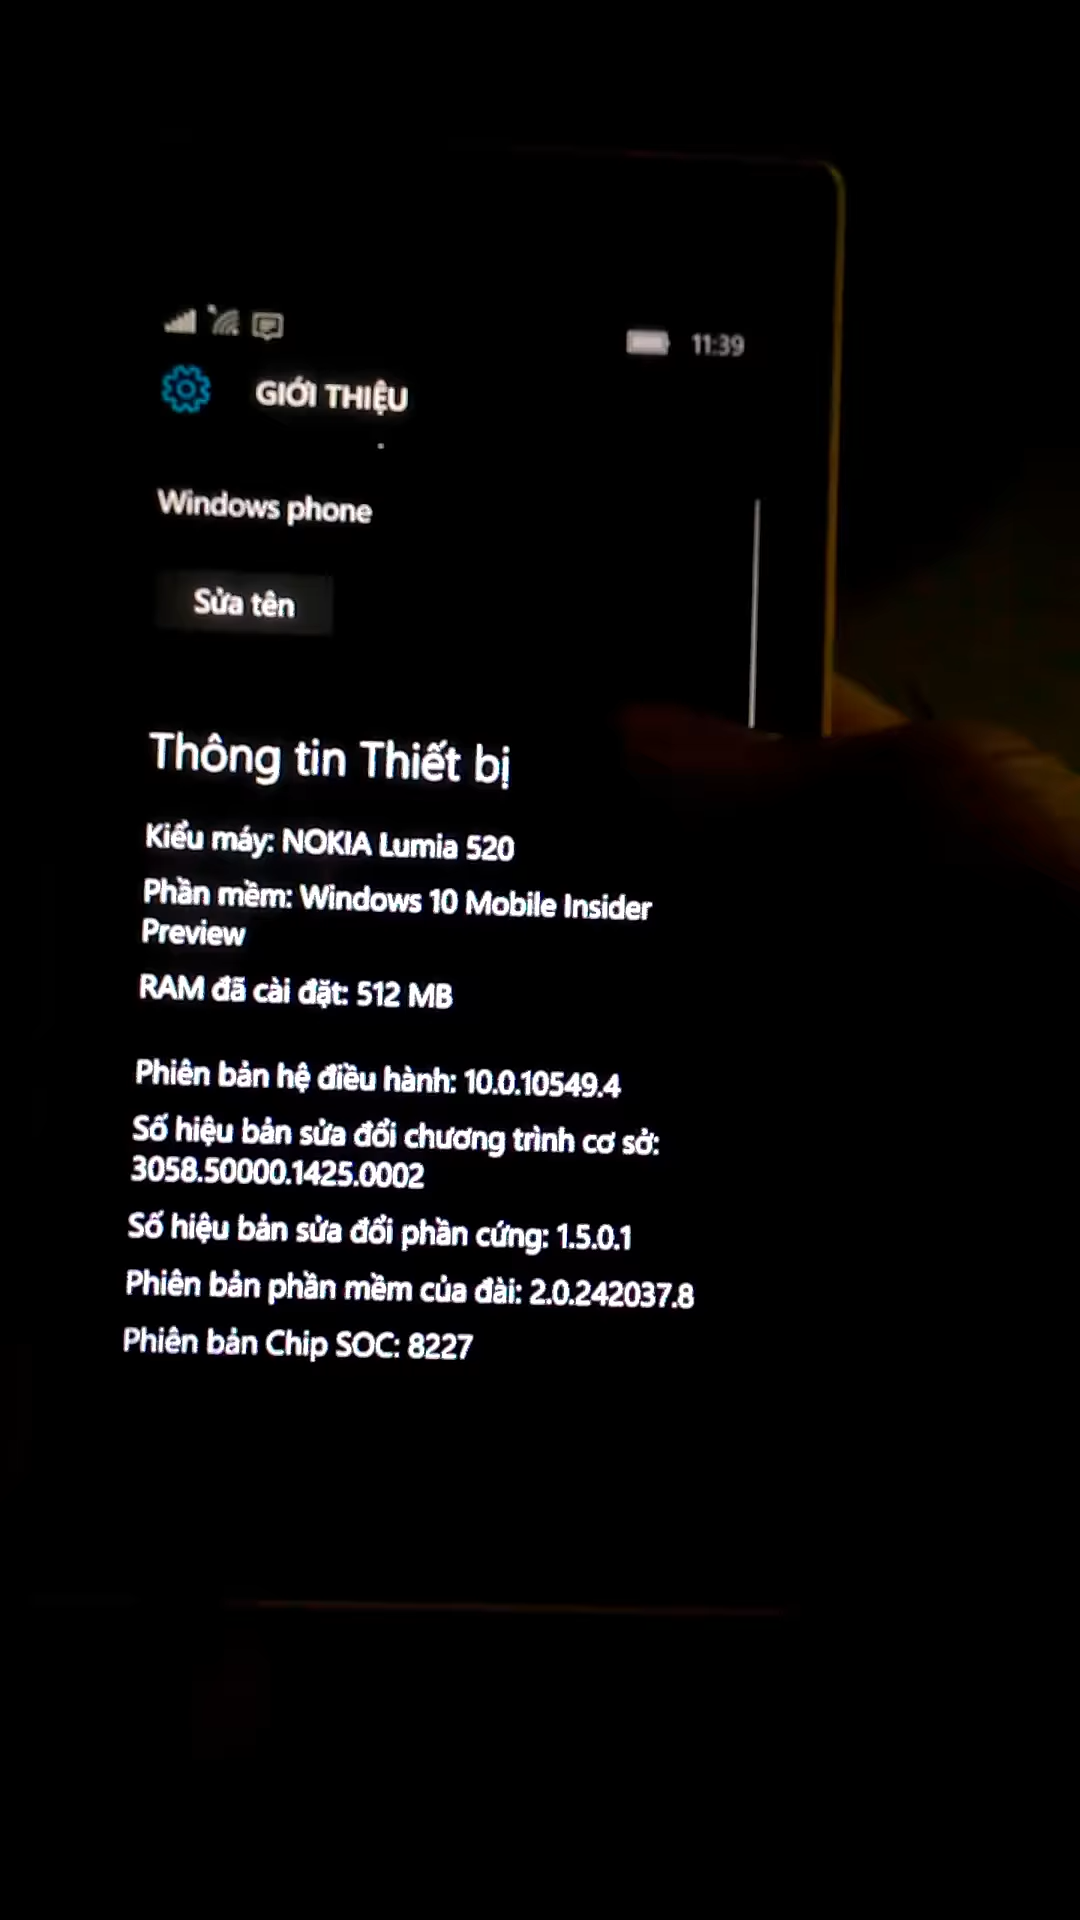 11:39
GIỚI THIỆU
Windows phone
Sửa tên
Thông tin Thiết bị
Kiểu máy: NOKIA Lumia 520
Phần mềm: Windows 10 Mobile Insider
Preview
RAM đã cài đặt: 512 MB
Phiên bản hệ điều hành: 10.0.10549.4
Số hiệu bản sửa đổi chương trình cơ sở:
3058.50000.1425.0002
Số hiệu bản sửa đổi phần cứng: 1.5.0.1
Phiên bản phần mềm của đài: 2.0.242037.8
Phiên bản Chip SOC: 8227